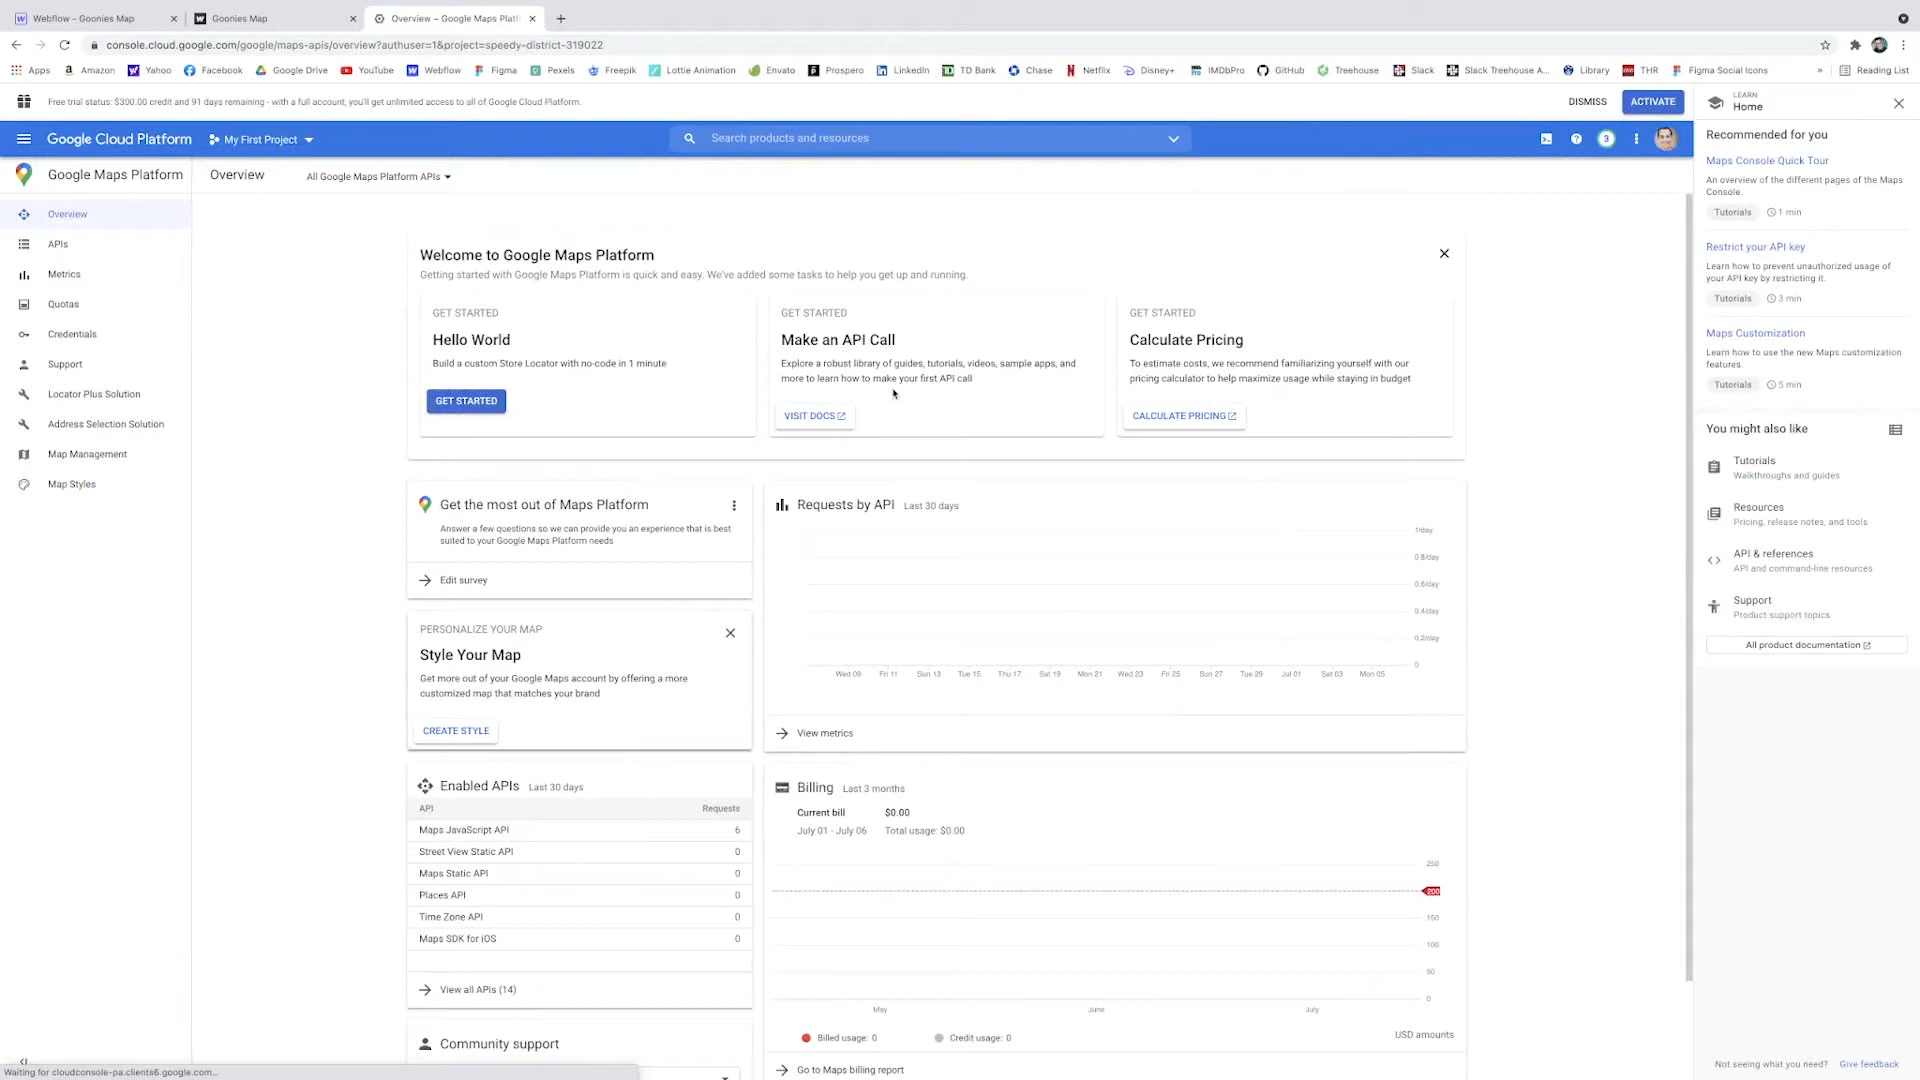 Webflow - Goonies Map
Goonies Map
Overview – Google Maps Platf
console.cloud.google.com/google/maps-apis/overview?authuser=1&project=speedy-district-319022
Apps Amazon Yahoo Facebook Google Drive YouTube Webflow Figma Pexels Freepik Lottie Animation Envato Prospero LinkedIn TD Bank Chase Netflix Disney+ IMDbPro GitHub Treehouse Slack Slack Treehouse A... Library THR Figma Social Icons » Reading List
Free trial status: $300.00 credit and 91 days remaining - with a full account, you'll get unlimited access to all of Google Cloud Platform.
DISMISS
ACTIVATE
Google Cloud Platform
My First Project
Search products and resources
3
Google Maps Platform
Overview
All Google Maps Platform APIs
Overview
APIs
Metrics
Quotas
Credentials
Support
Locator Plus Solution
Address Selection Solution
Map Management
Map Styles
Welcome to Google Maps Platform
Getting started with Google Maps Platform is quick and easy. We've added some tasks to help you get up and running.
GET STARTED
Hello World
Build a custom Store Locator with no-code in 1 minute
GET STARTED
GET STARTED
Make an API Call
Explore a robust library of guides, tutorials, videos, sample apps, and
more to learn how to make your first API call
VISIT DOCS
GET STARTED
Calculate Pricing
To estimate costs, we recommend familiarizing yourself with our
pricing calculator to help maximize usage while staying in budget
CALCULATE PRICING
Get the most out of Maps Platform
Answer a few questions so we can provide you an experience that is best
suited to your Google Maps Platform needs
Edit survey
PERSONALIZE YOUR MAP
Style Your Map
Get more out of your Google Maps account by offering a more
customized map that matches your brand
CREATE STYLE
Requests by API Last 30 days
1/day
0.8/day
0.6/day
0.4/day
0.2/day
0
Wed 09 Fri 11 Sun 13 Tue 15 Thu 17 Sat 19 Mon 21 Wed 23 Fri 25 Sun 27 Tue 29 Jul 01 Sat 03 Mon 05
View metrics
Enabled APIs Last 30 days
API Requests
Maps JavaScript API 6
Street View Static API 0
Maps Static API 0
Places API 0
Time Zone API 0
Maps SDK for iOS 0
View all APIs (14)
Community support
Billing Last 3 months
Current bill $0.00
July 01 - July 06 Total usage: $0.00
250
200
150
100
50
0
May June July
Billed usage: 0 Credit usage: 0 USD amounts
Go to Maps billing report
LEARN
Home
Recommended for you
Maps Console Quick Tour
An overview of the different pages of the Maps
Console.
Tutorials 1 min
Restrict your API key
Learn how to prevent unauthorized usage of
your API key by restricting it.
Tutorials 3 min
Maps Customization
Learn how to use the new Maps customization
features.
Tutorials 5 min
You might also like
Tutorials
Walkthroughs and guides
Resources
Pricing, release notes, and tools
API & references
API and command-line resources
Support
Product support topics
All product documentation
Not seeing what you need? Give feedback
Waiting for cloudconsole-pa.clients6.google.com...